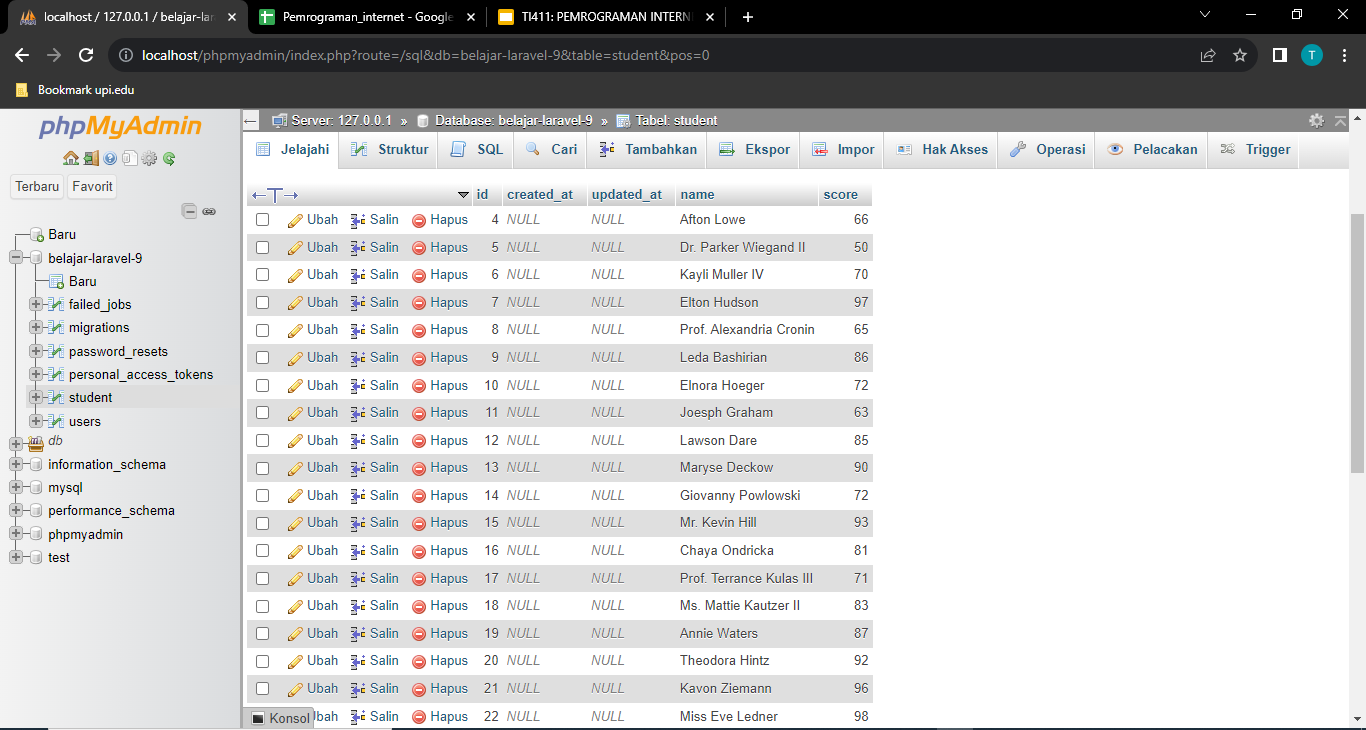 localhost / 127.0.0.1 / belajar-lar
Pemrograman_internet - Google
TI411: PEMROGRAMAN INTERN
localhost/phpmyadmin/index.php?route=/sql&db=belajar-laravel-9&table=student&pos=0
T
Bookmark upi.edu
phpMyAdmin
Terbaru Favorit
Baru
belajar-laravel-9
Baru
failed_jobs
migrations
password_resets
personal_access_tokens
student
users
db
information_schema
mysql
performance_schema
phpmyadmin
test
Server: 127.0.0.1 » Database: belajar-laravel-9 » Tabel: student
Jelajahi Struktur SQL Cari Tambahkan Ekspor Impor Hak Akses Operasi Pelacakan Trigger
id created_at updated_at name score
Ubah Salin Hapus 4 NULL NULL Afton Lowe 66
Ubah Salin Hapus 5 NULL NULL Dr. Parker Wiegand II 50
Ubah Salin Hapus 6 NULL NULL Kayli Muller IV 70
Ubah Salin Hapus 7 NULL NULL Elton Hudson 97
Ubah Salin Hapus 8 NULL NULL Prof. Alexandria Cronin 65
Ubah Salin Hapus 9 NULL NULL Leda Bashirian 86
Ubah Salin Hapus 10 NULL NULL Elnora Hoeger 72
Ubah Salin Hapus 11 NULL NULL Joesph Graham 63
Ubah Salin Hapus 12 NULL NULL Lawson Dare 85
Ubah Salin Hapus 13 NULL NULL Maryse Deckow 90
Ubah Salin Hapus 14 NULL NULL Giovanny Powlowski 72
Ubah Salin Hapus 15 NULL NULL Mr. Kevin Hill 93
Ubah Salin Hapus 16 NULL NULL Chaya Ondricka 81
Ubah Salin Hapus 17 NULL NULL Prof. Terrance Kulas III 71
Ubah Salin Hapus 18 NULL NULL Ms. Mattie Kautzer II 83
Ubah Salin Hapus 19 NULL NULL Annie Waters 87
Ubah Salin Hapus 20 NULL NULL Theodora Hintz 92
Ubah Salin Hapus 21 NULL NULL Kavon Ziemann 96
Konsol Ubah Salin Hapus 22 NULL NULL Miss Eve Ledner 98